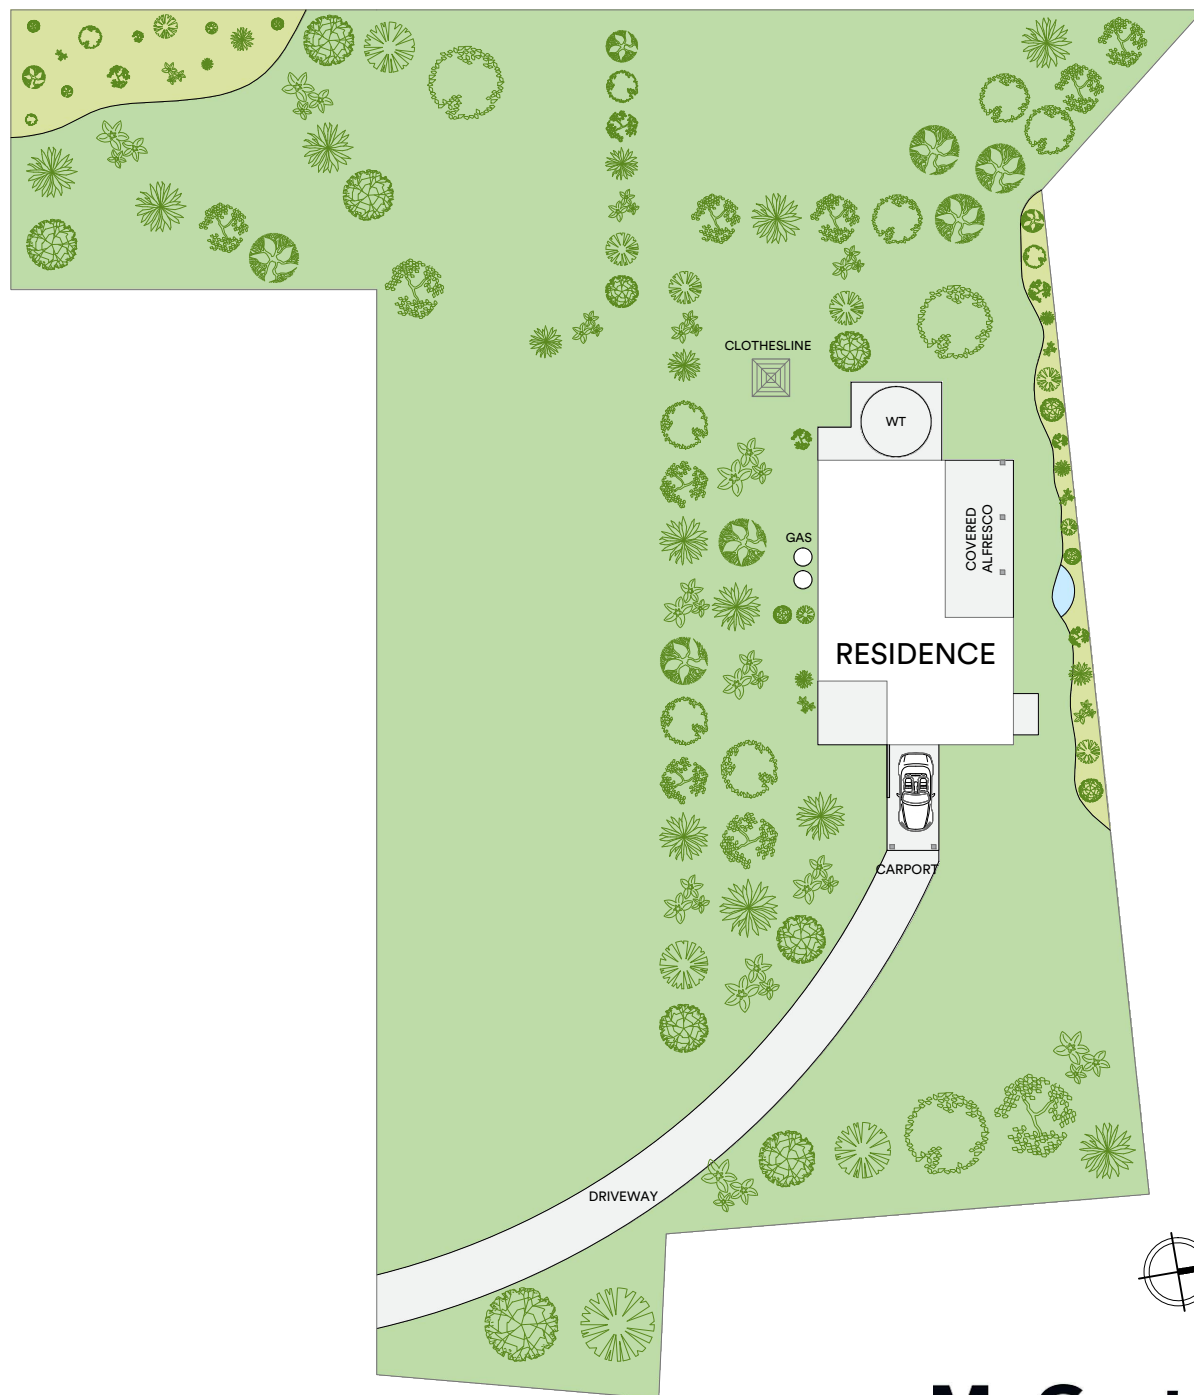 CLOTHESLINE
WT
COVERED
ALFRESCO
GAS
RESIDENCE
CARPORT
DRIVEWAY